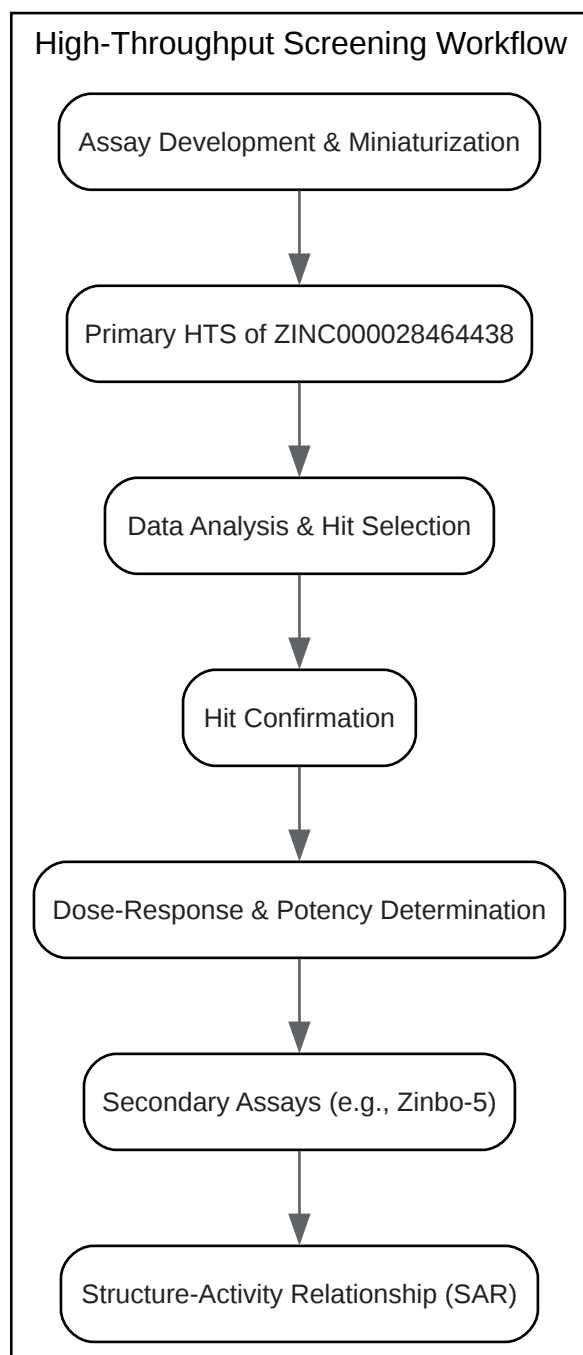 High-Throughput Screening Workflow
Assay Development & Miniaturization
Primary HTS of ZINC000028464438
Data Analysis & Hit Selection
Hit Confirmation
Dose-Response & Potency Determination
Secondary Assays (e.g., Zinbo-5)
Structure-Activity Relationship (SAR)